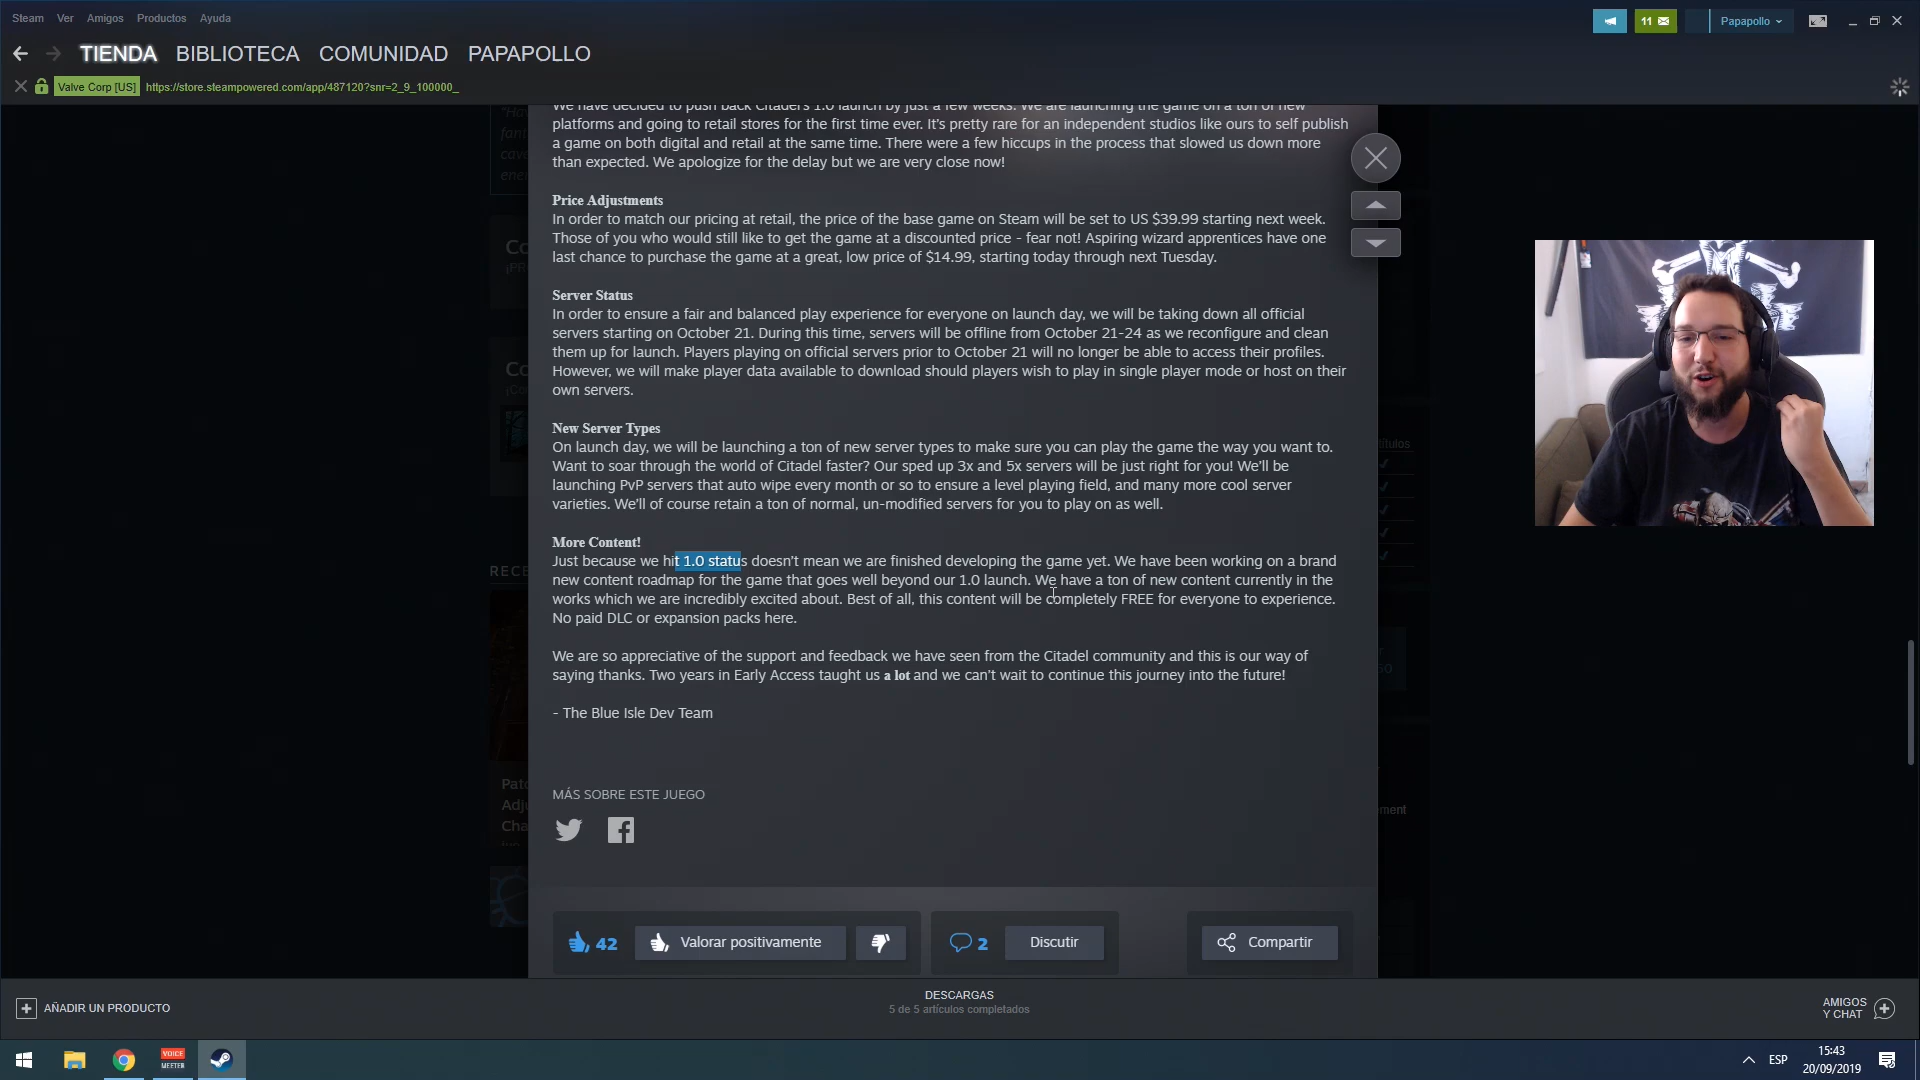 Steam Ver Amigos Productos Ayuda
11
Papapollo
TIENDA BIBLIOTECA COMUNIDAD PAPAPOLLO
Valve Corp [US] https://store.steampowered.com/app/487120?snr=2_9_100000_
We have decided to push back Citadel's 1.0 launch by just a few weeks. We are launching the game on a ton of new
platforms and going to retail stores for the first time ever. It's pretty rare for an independent studios like ours to self publish
a game on both digital and retail at the same time. There were a few hiccups in the process that slowed us down more
than expected. We apologize for the delay but we are very close now!
Price Adjustments
In order to match our pricing at retail, the price of the base game on Steam will be set to US $39.99 starting next week.
Those of you who would still like to get the game at a discounted price - fear not! Aspiring wizard apprentices have one
last chance to purchase the game at a great, low price of $14.99, starting today through next Tuesday.
Server Status
In order to ensure a fair and balanced play experience for everyone on launch day, we will be taking down all official
servers starting on October 21. During this time, servers will be offline from October 21-24 as we reconfigure and clean
them up for launch. Players playing on official servers prior to October 21 will no longer be able to access their profiles.
However, we will make player data available to download should players wish to play in single player mode or host on their
own servers.
New Server Types
On launch day, we will be launching a ton of new server types to make sure you can play the game the way you want to.
Want to soar through the world of Citadel faster? Our sped up 3x and 5x servers will be just right for you! We'll be
launching PvP servers that auto wipe every month or so to ensure a level playing field, and many more cool server
varieties. We'll of course retain a ton of normal, un-modified servers for you to play on as well.
More Content!
Just because we hit 1.0 status doesn't mean we are finished developing the game yet. We have been working on a brand
new content roadmap for the game that goes well beyond our 1.0 launch. We have a ton of new content currently in the
works which we are incredibly excited about. Best of all, this content will be completely FREE for everyone to experience.
No paid DLC or expansion packs here.
We are so appreciative of the support and feedback we have seen from the Citadel community and this is our way of
saying thanks. Two years in Early Access taught us a lot and we can't wait to continue this journey into the future!
- The Blue Isle Dev Team
MÁS SOBRE ESTE JUEGO
42 Valorar positivamente
2 Discutir
Compartir
AÑADIR UN PRODUCTO
DESCARGAS
5 de 5 artículos completados
AMIGOS
Y CHAT
VOICE
MEETER
ESP
15:43
20/09/2019